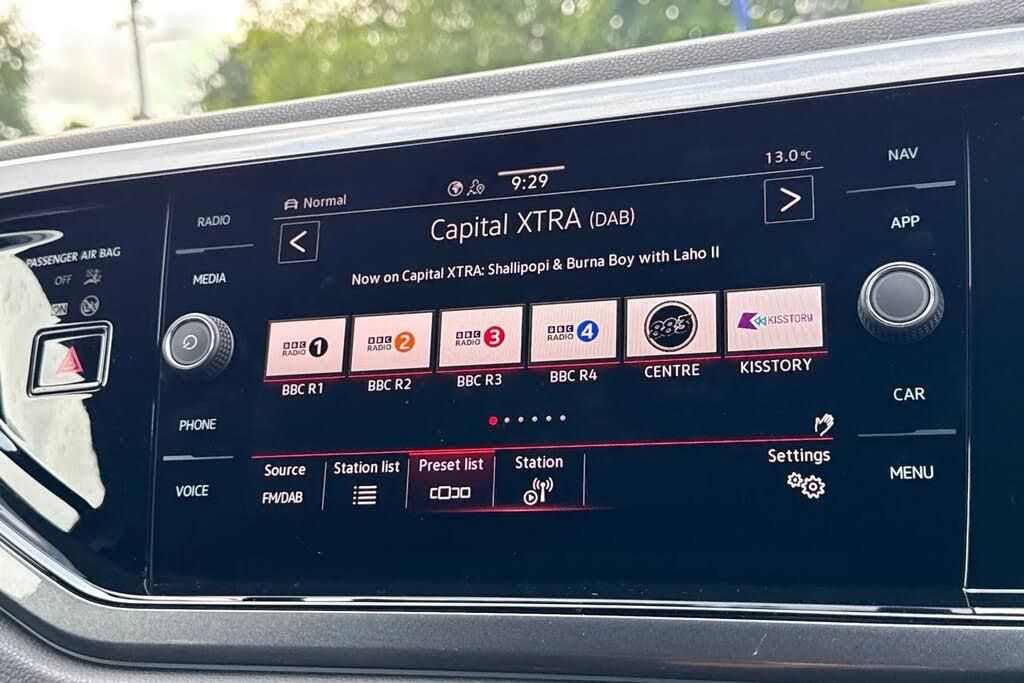 PASSENGER AIR BAG
OFF
ON
RADIO
MEDIA
PHONE
VOICE
Normal
9:29
13.0°C
<
Capital XTRA (DAB)
>
Now on Capital XTRA: Shallipopi & Burna Boy with Laho II
BBC RADIO 1
BBC RADIO 2
BBC RADIO 3
BBC RADIO 4
883
KISSTORY
BBC R1
BBC R2
BBC R3
BBC R4
CENTRE
KISSTORY
Source
FM/DAB
Station list
Preset list
Station
Settings
NAV
APP
CAR
MENU